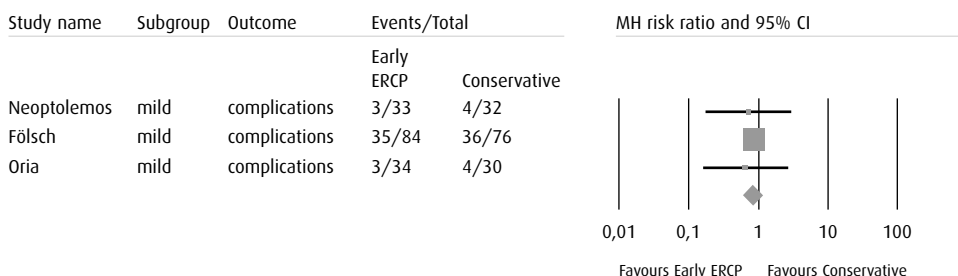 Study name Subgroup Outcome Events/Total MH risk ratio and 95% CI
Early
ERCP Conservative
Neoptolemos mild complications 3/33 4/32
Fölsch mild complications 35/84 36/76
Oria mild complications 3/34 4/30
0,01 0,1 1 10 100
Favours Early ERCP Favours Conservative